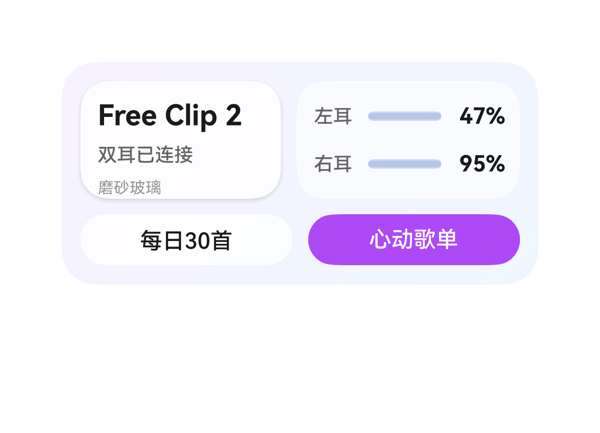 Free Clip 2
双耳已连接
磨砂玻璃
左耳 47%
右耳 95%
每日30首
心动歌单